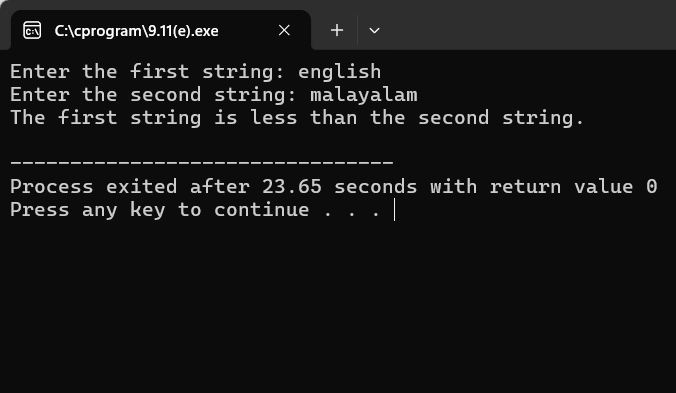 C:\cprogram\9.11(e).exe
Enter the first string: english
Enter the second string: malayalam
The first string is less than the second string.
--------------------------------
Process exited after 23.65 seconds with return value 0
Press any key to continue . . .